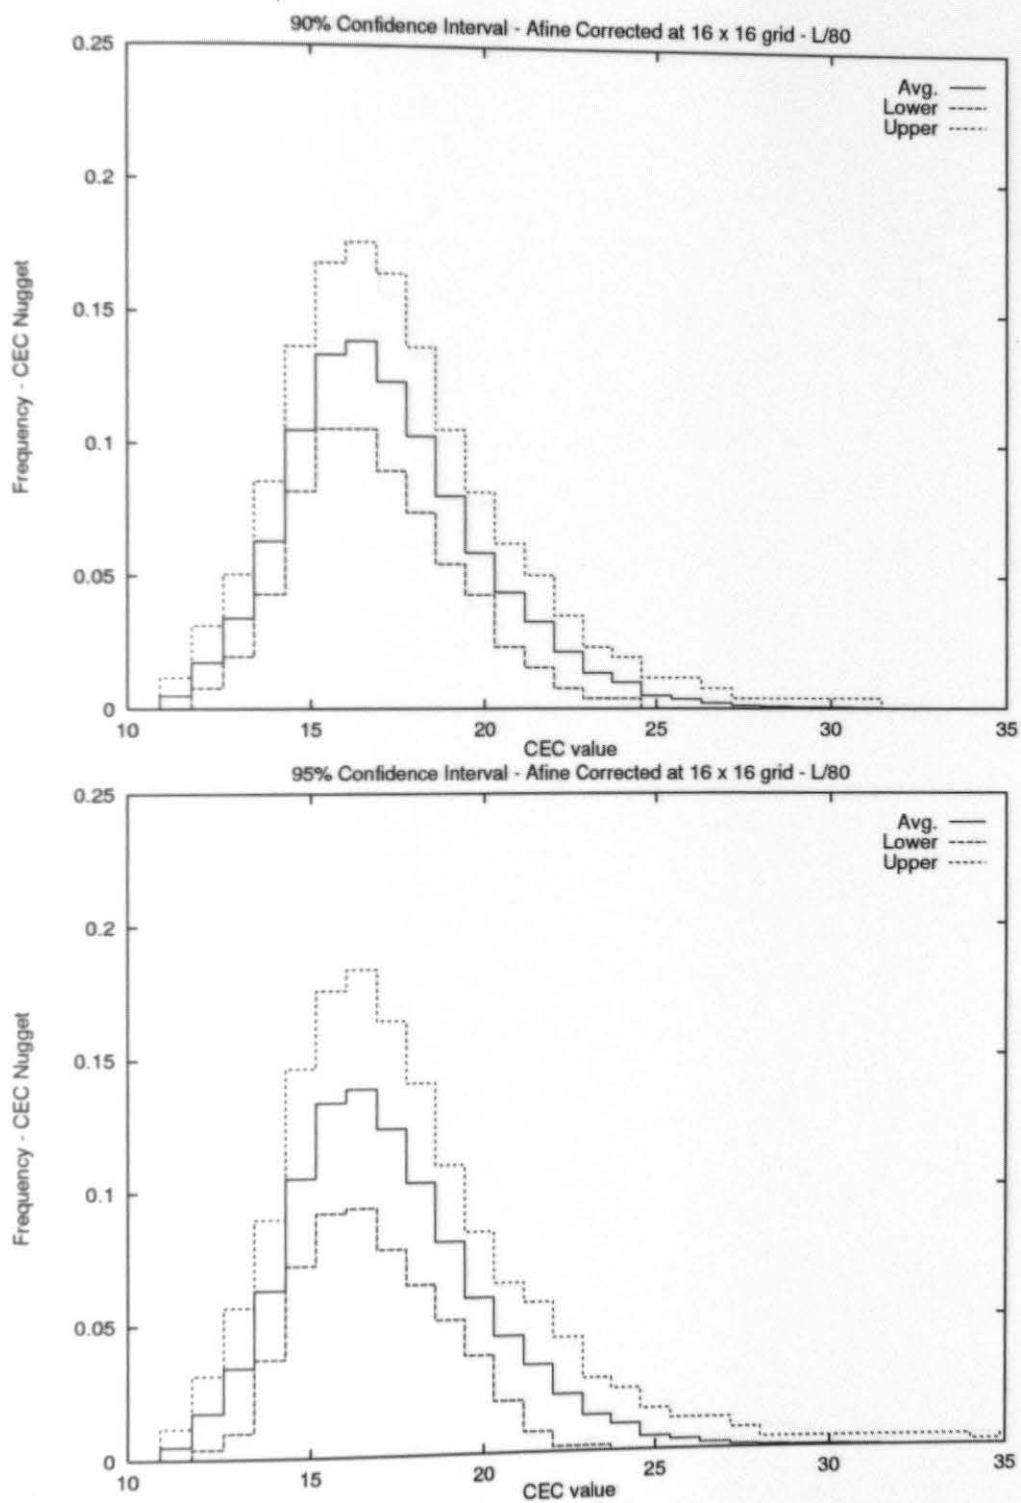 90% Confidence Interval - Afine Corrected at 16 x 16 grid - L/80
0.25
0.2
0.15
0.1
0.05
0
Frequency - CEC Nugget
Avg.
Lower
Upper
10 15 20 25 30 35
CEC value
95% Confidence Interval - Afine Corrected at 16 x 16 grid - L/80
0.25
0.2
0.15
0.1
0.05
0
Frequency - CEC Nugget
Avg.
Lower
Upper
10 15 20 25 30 35
CEC value